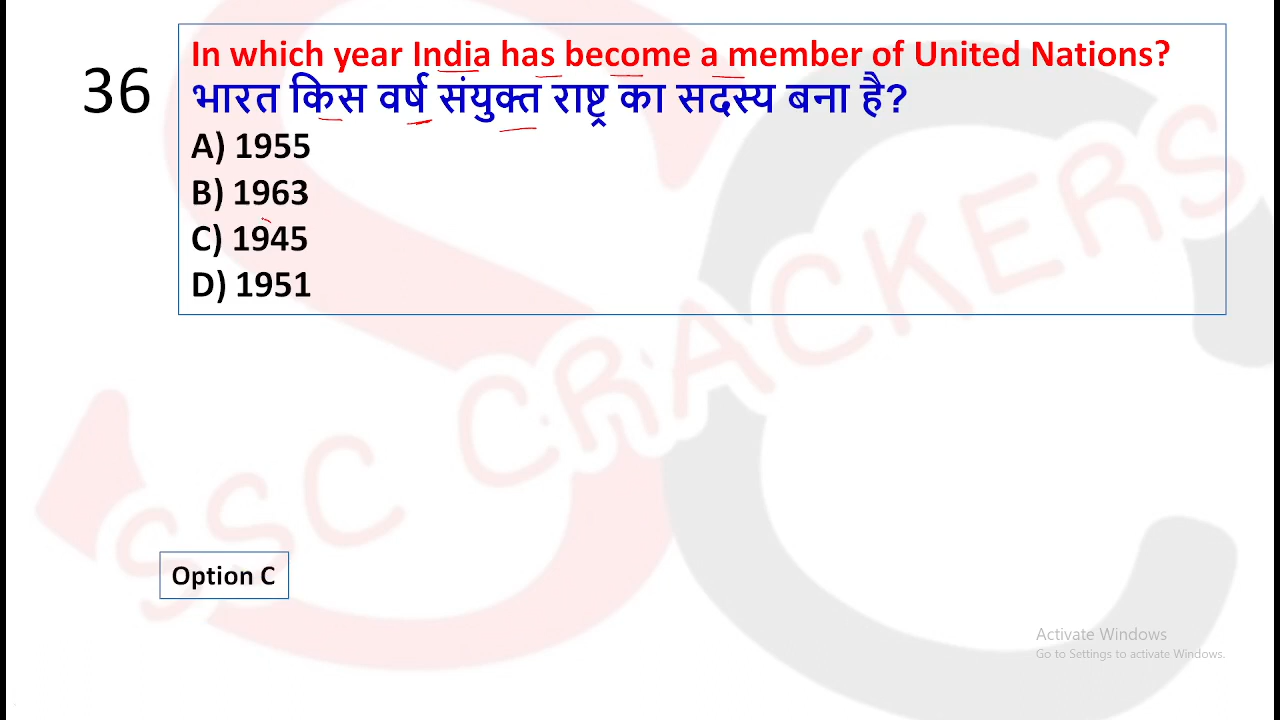 36
In which year India has become a member of United Nations?
भारत किस वर्ष संयुक्त राष्ट्र का सदस्य बना है?
A) 1955
B) 1963
C) 1945
D) 1951
SSC CRACKERS
Option C
Activate Windows
Go to Settings to activate Windows.